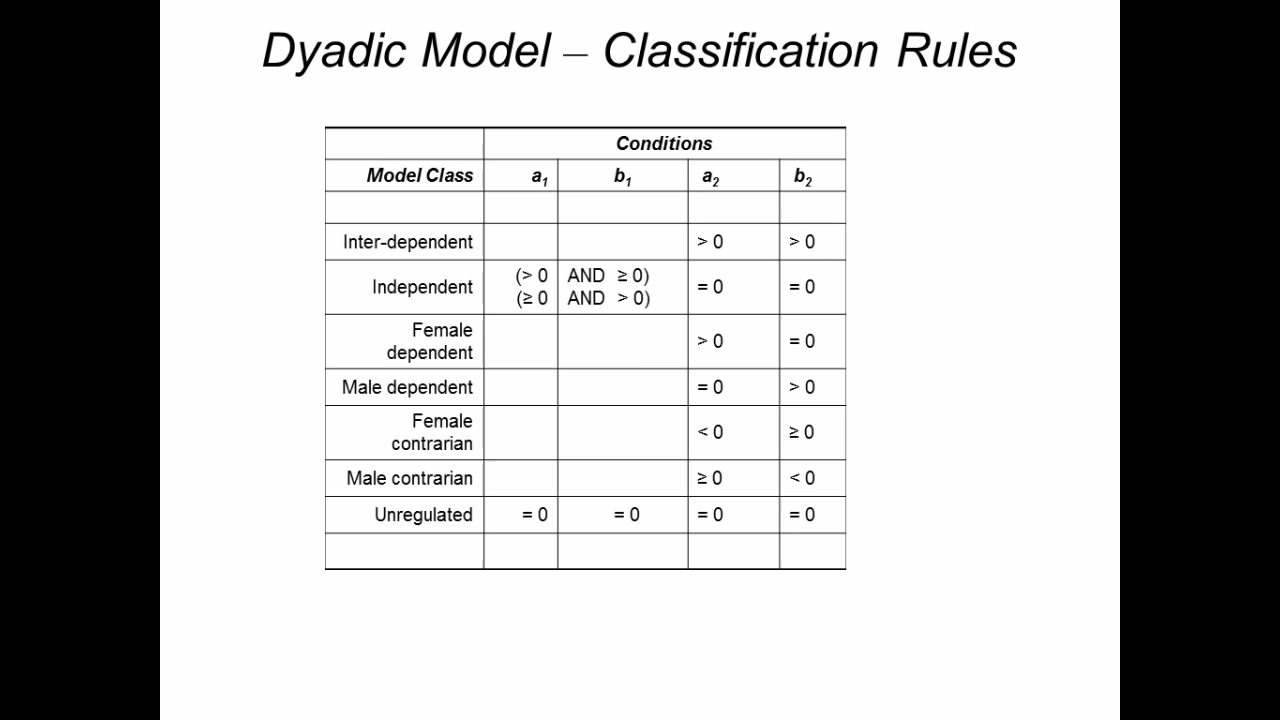 Dyadic Model – Classification Rules
Conditions
Model Class a1 b1 a2 b2
Inter-dependent > 0 > 0
Independent (> 0 AND ≥ 0) = 0 = 0
(≥ 0 AND > 0)
Female
dependent > 0 = 0
Male dependent = 0 > 0
Female
contrarian < 0 ≥ 0
Male contrarian ≥ 0 < 0
Unregulated = 0 = 0 = 0 = 0